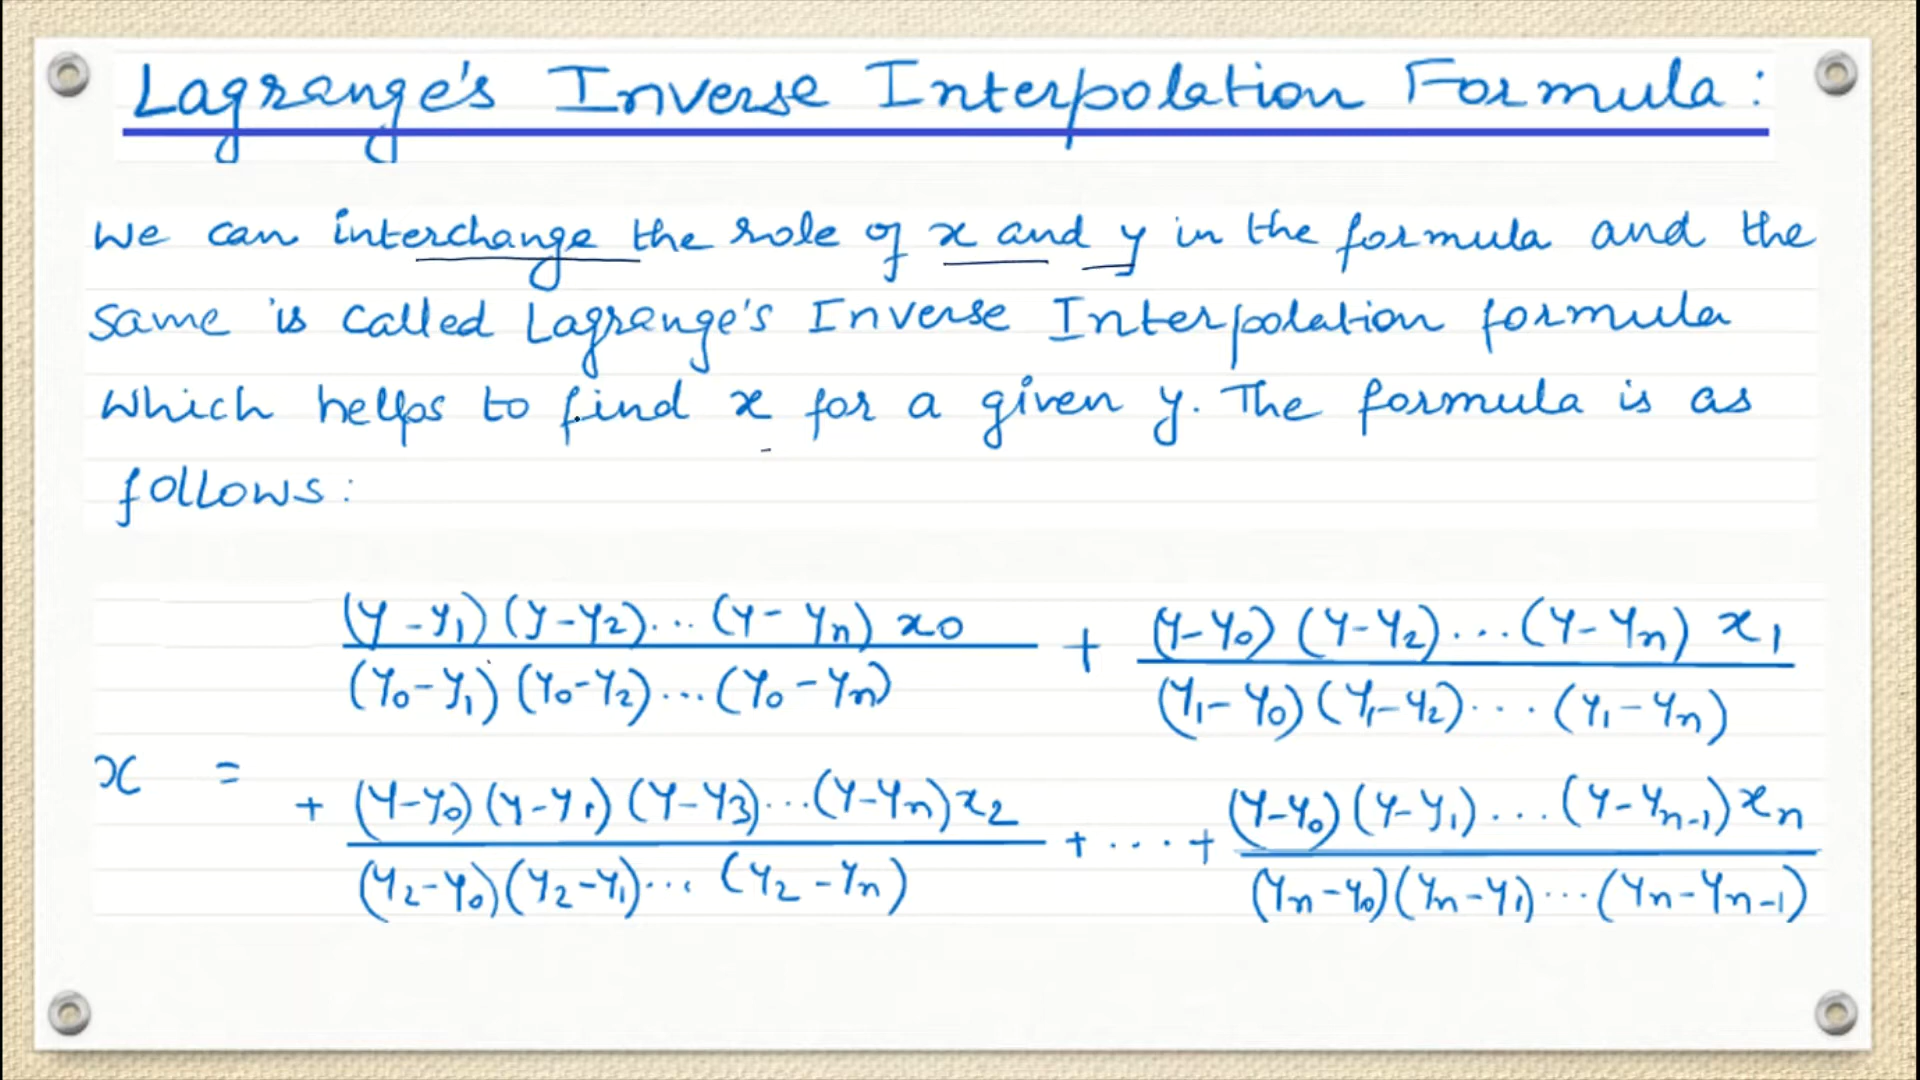 Lagrange's Inverse Interpolation Formula:
We can interchange the role of x and y in the formula and the
same is called Lagrange's Inverse Interpolation formula
which helps to find x for a given y. The formula is as
follows:
(y-y₁)(y-y₂)...(y-yₙ) x₀ + (y-y₀)(y-y₂)...(y-yₙ) x₁
(y₀-y₁)(y₀-y₂)...(y₀-yₙ) (y₁-y₀)(y₁-y₂)...(y₁-yₙ)
x =
+ (y-y₀)(y-y₁)(y-y₃)...(y-yₙ)x₂ + ... + (y-y₀)(y-y₁)...(y-yₙ₋₁)xₙ
(y₂-y₀)(y₂-y₁)...(y₂-yₙ) (yₙ-y₀)(yₙ-y₁)...(yₙ-yₙ₋₁)